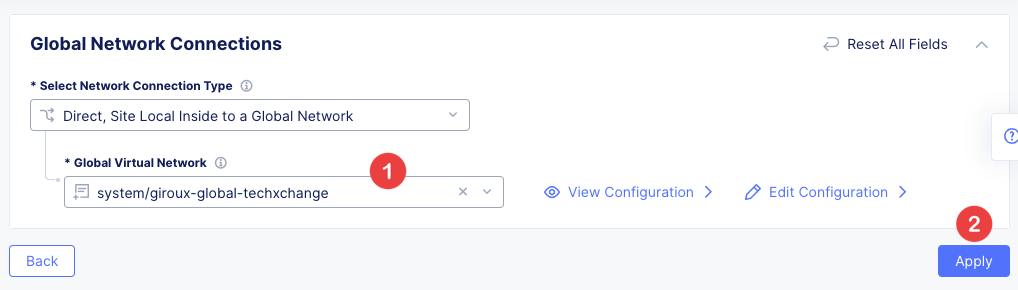 Global Network Connections
Reset All Fields
* Select Network Connection Type
Direct, Site Local Inside to a Global Network
* Global Virtual Network
1
system/giroux-global-techxchange
View Configuration
Edit Configuration
2
Back
Apply